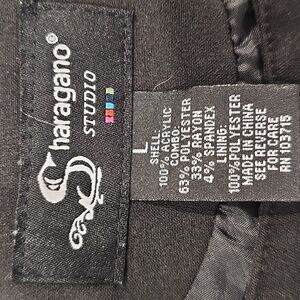 Sharagano®
STUDIO
L
SHELL:
100% ACRYLIC
COMBO:
63% POLYESTER
33% RAYON
4% SPANDEX
LINING:
100% POLYESTER
MADE IN CHINA
SEE REVERSE
FOR CARE
RN 103715